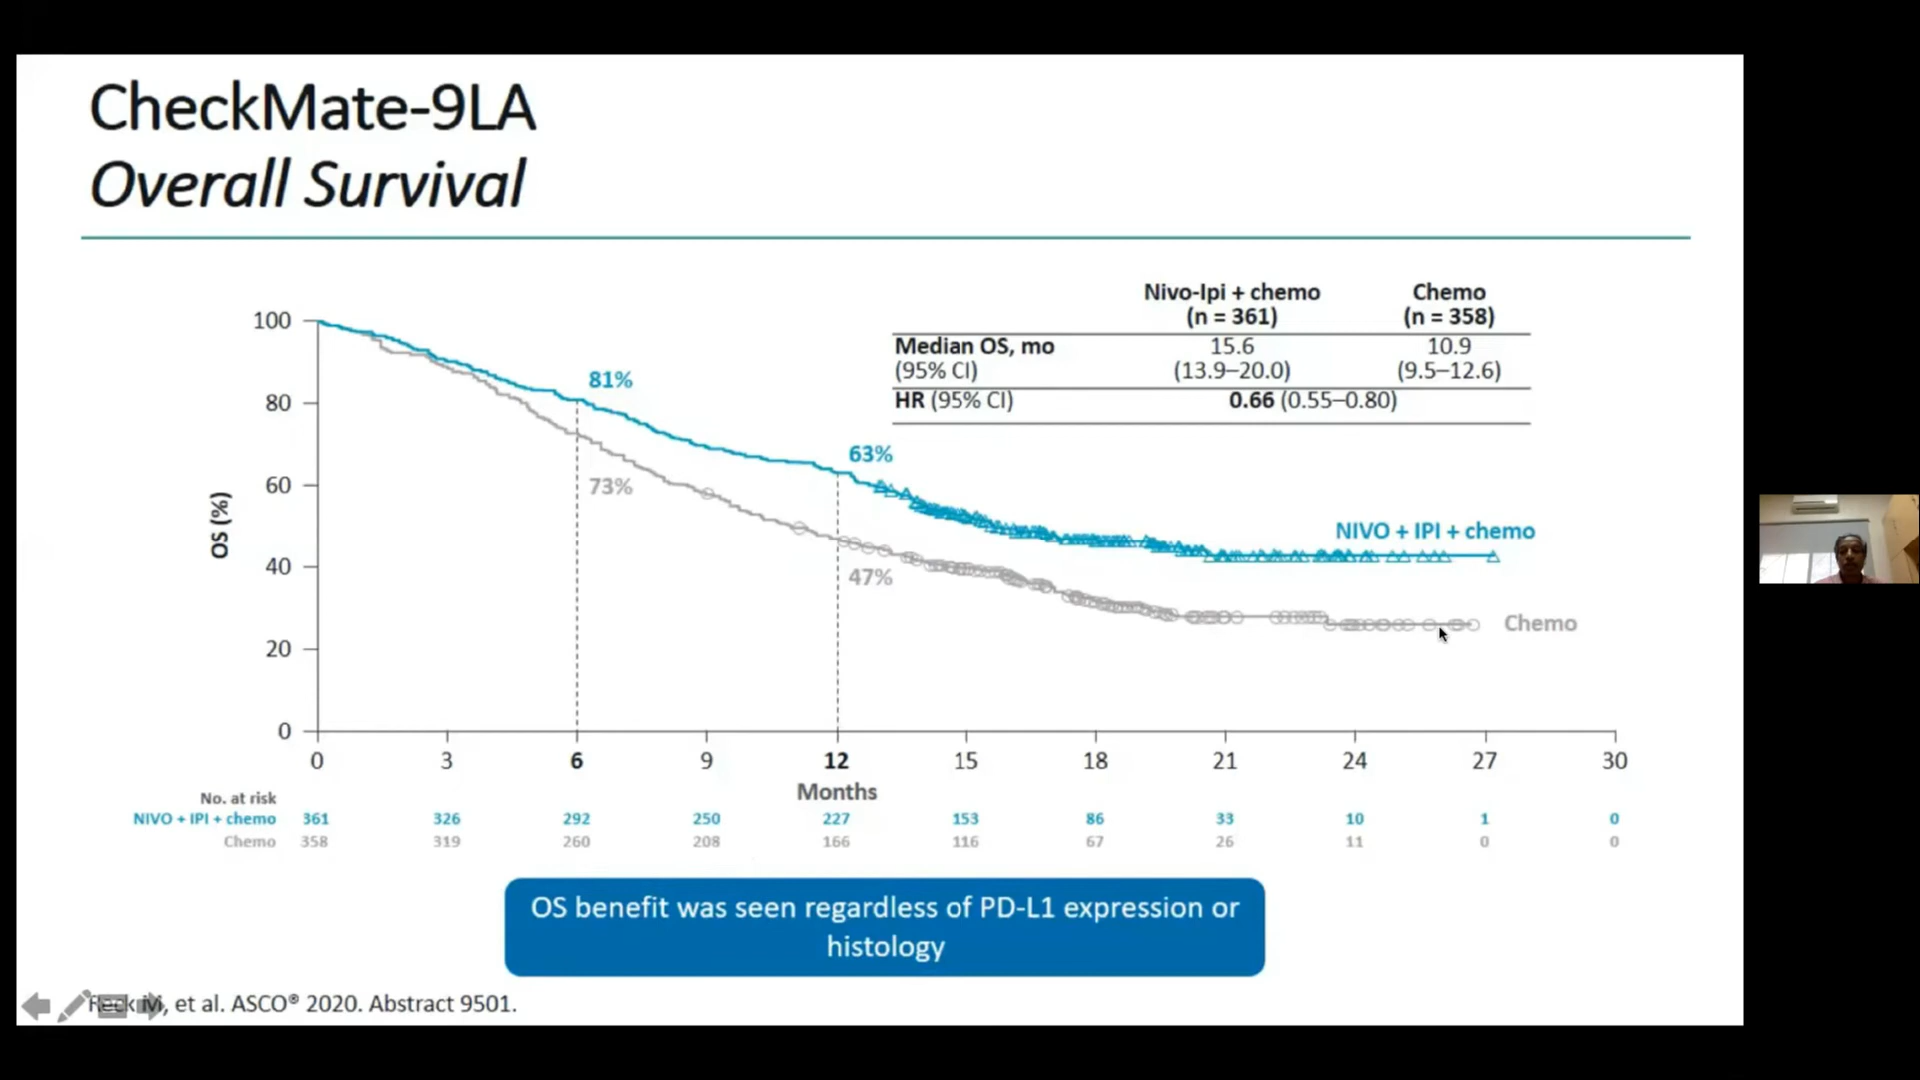 CheckMate-9LA
Overall Survival
Nivo-Ipi + chemo
(n = 361)
Chemo
(n = 358)
Median OS, mo
(95% CI)
15.6
(13.9–20.0)
10.9
(9.5–12.6)
HR (95% CI)
0.66 (0.55–0.80)
OS (%)
100
80
60
40
20
0
81%
73%
63%
47%
NIVO + IPI + chemo
Chemo
0 3 6 9 12 15 18 21 24 27 30
Months
No. at risk
NIVO + IPI + chemo 361 326 292 250 227 153 86 33 10 1 0
Chemo 358 319 260 208 166 116 67 26 11 0 0
OS benefit was seen regardless of PD-L1 expression or
histology
et al. ASCO® 2020. Abstract 9501.